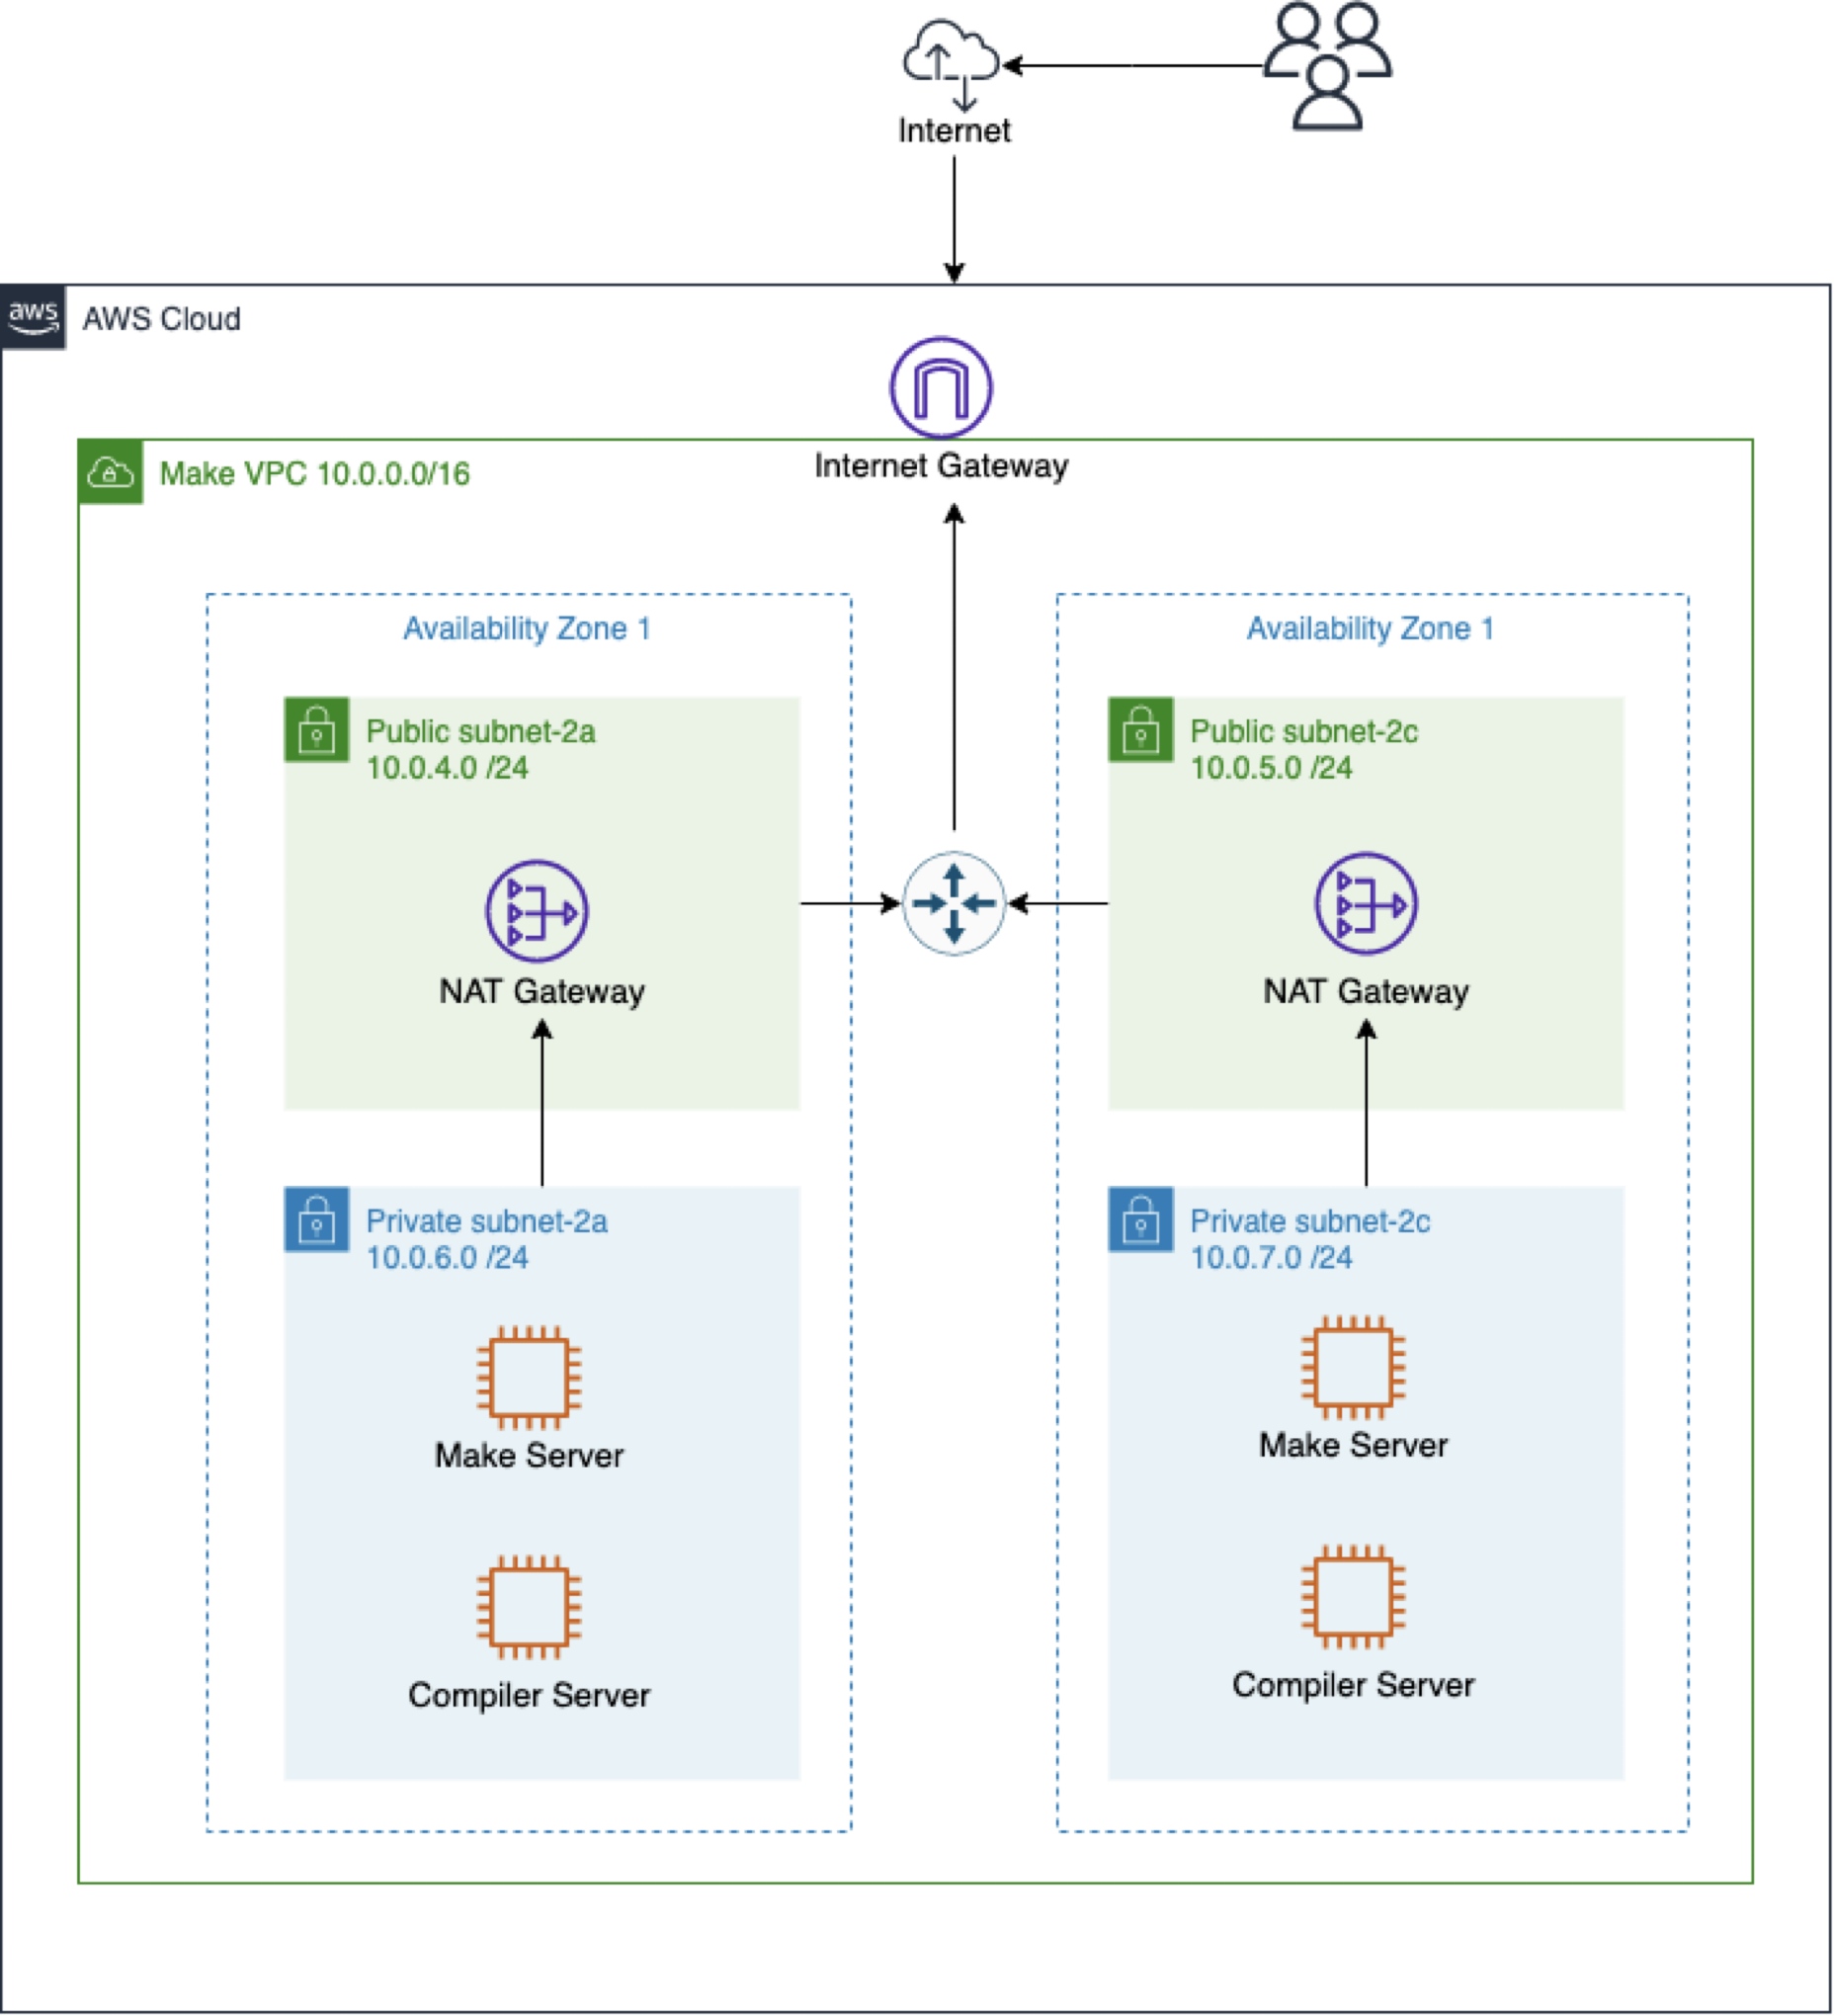 Internet
aws
AWS Cloud
Internet Gateway
Make VPC 10.0.0.0/16
Availability Zone 1
Public subnet-2a
10.0.4.0 /24
NAT Gateway
Private subnet-2a
10.0.6.0 /24
Make Server
Compiler Server
Availability Zone 1
Public subnet-2c
10.0.5.0 /24
NAT Gateway
Private subnet-2c
10.0.7.0 /24
Make Server
Compiler Server